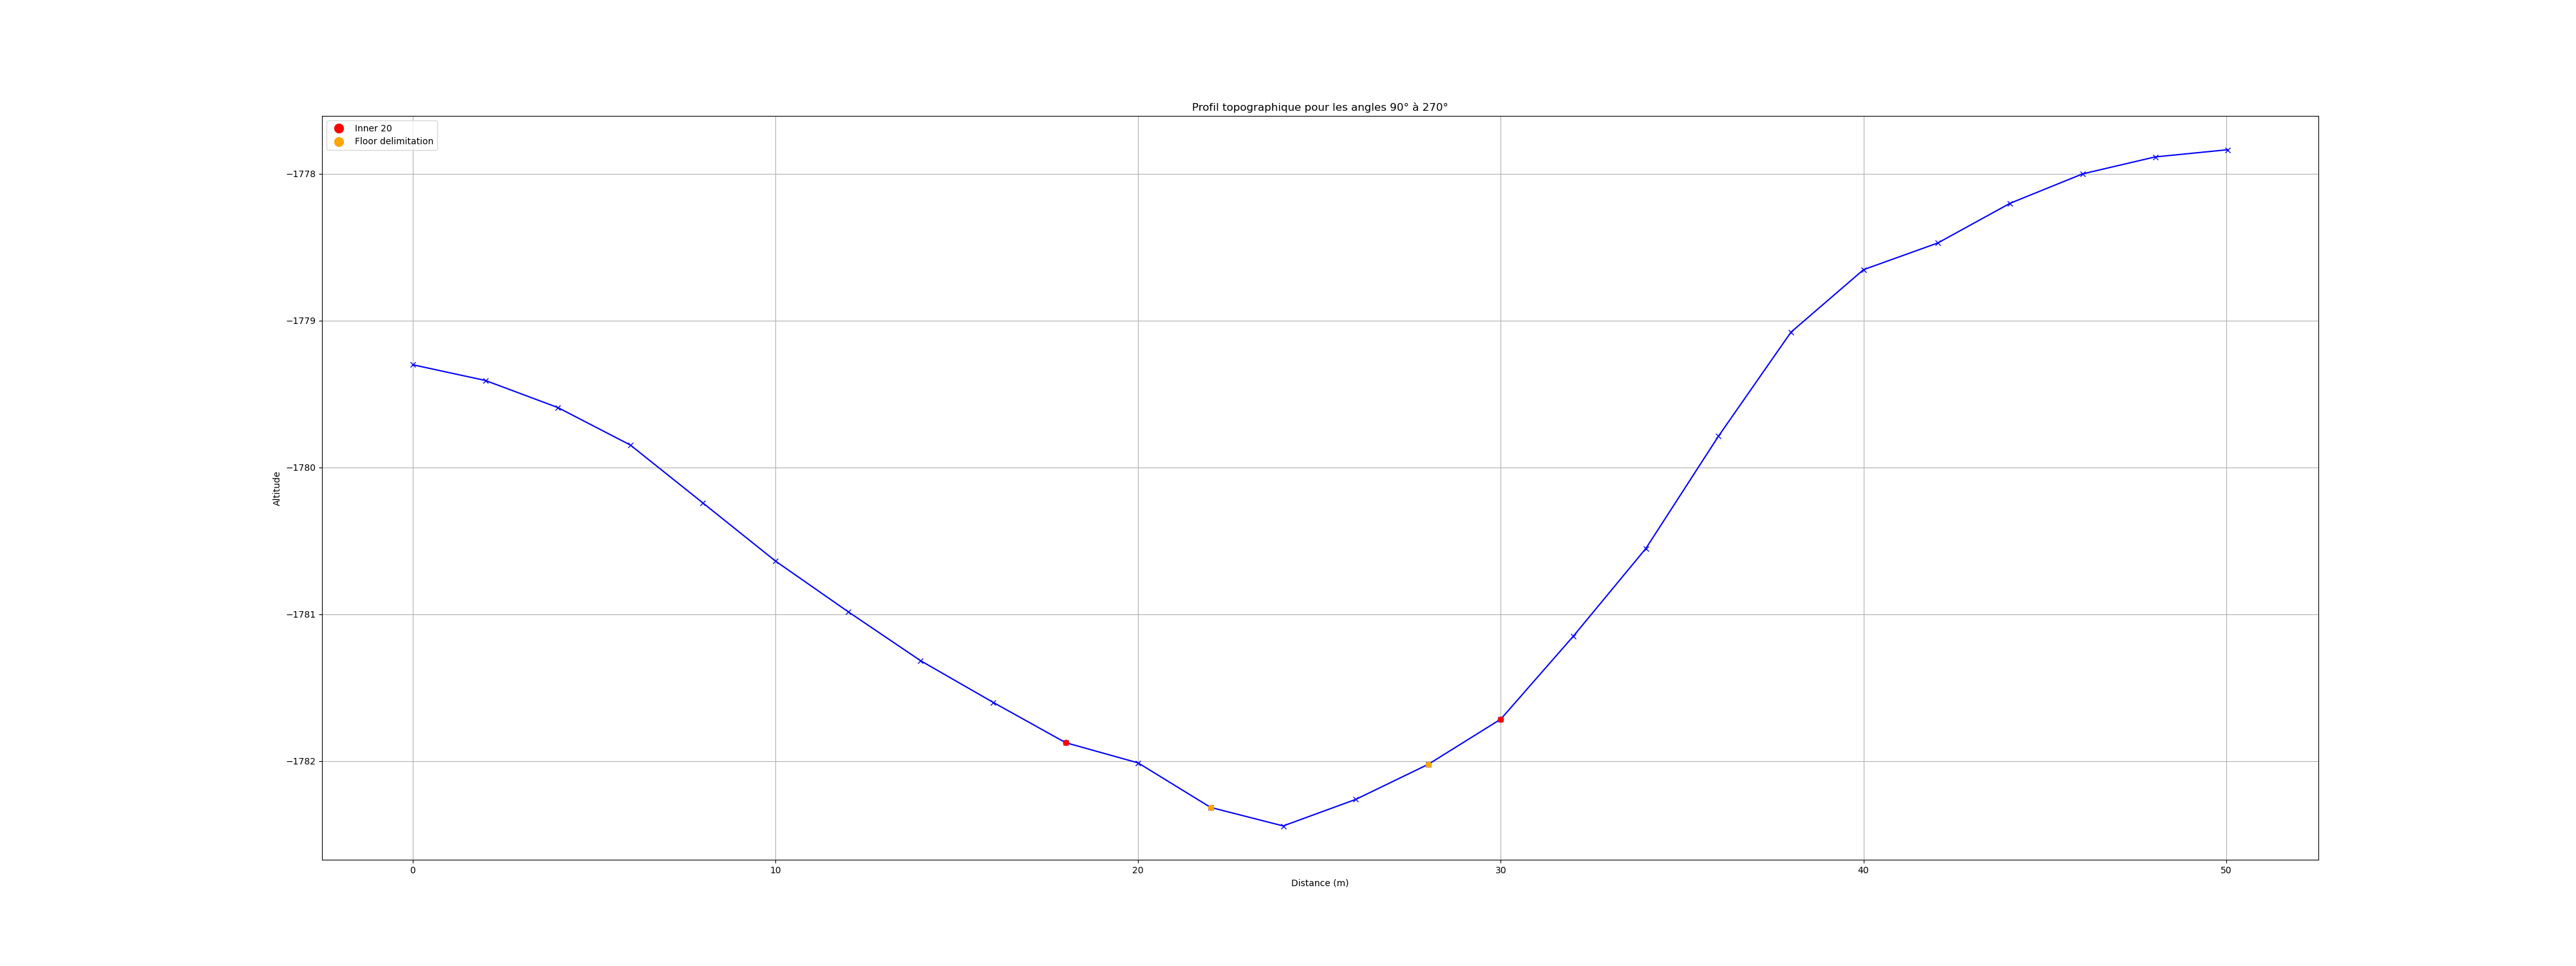 Profil topographique pour les angles 90° à 270°
Inner 20
Floor delimitation
−1778
−1779
−1780
−1781
−1782
Altitude
0
10
20
30
40
50
Distance (m)